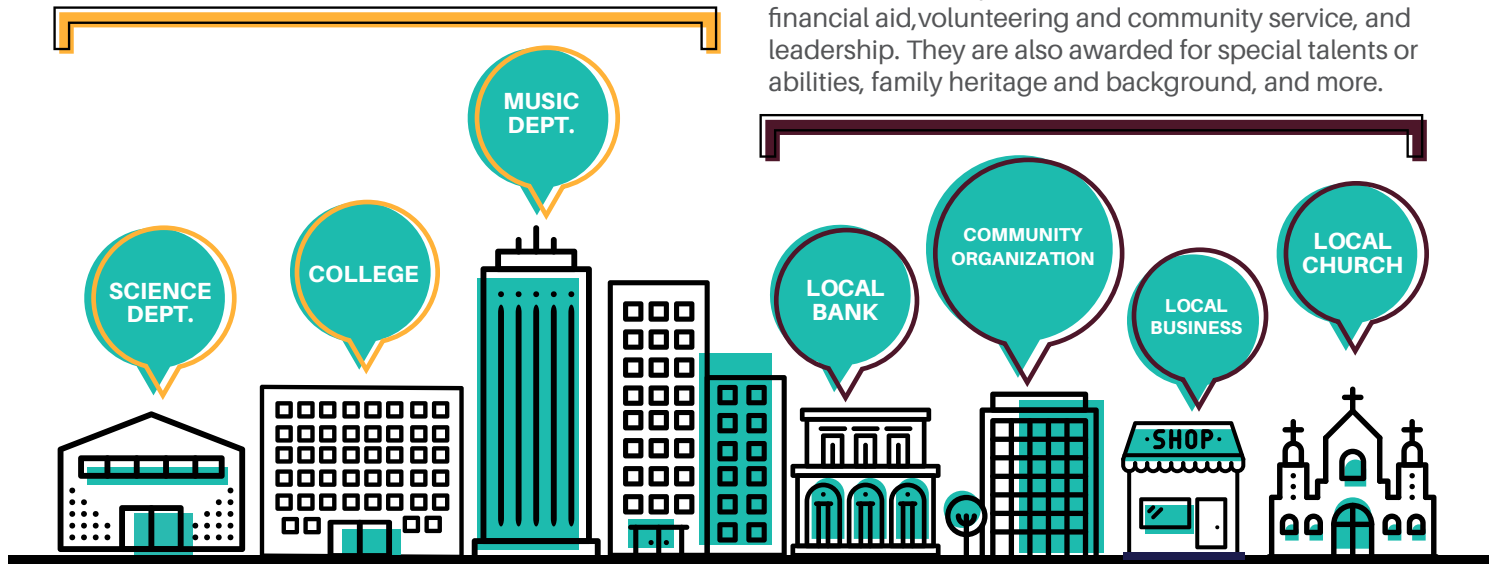 financial aid,volunteering and community service, and
leadership. They are also awarded for special talents or
abilities, family heritage and background, and more.
MUSIC
DEPT.
SCIENCE
DEPT.
COLLEGE
LOCAL
BANK
COMMUNITY
ORGANIZATION
LOCAL
BUSINESS
LOCAL
CHURCH
·SHOP·